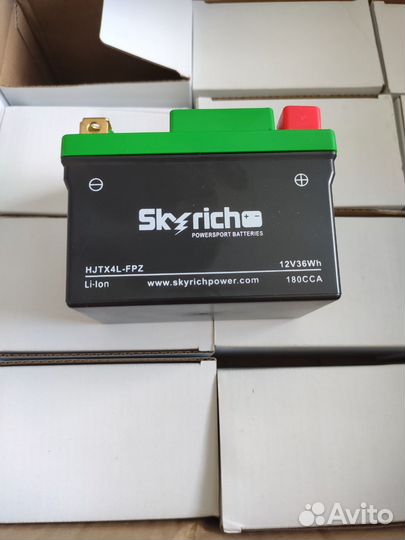 Skyrich
POWERSPORT BATTERIES
HJTX4L-FPZ 12V36Wh
Li-Ion www.skyrichpower.com 180CCA
Avito